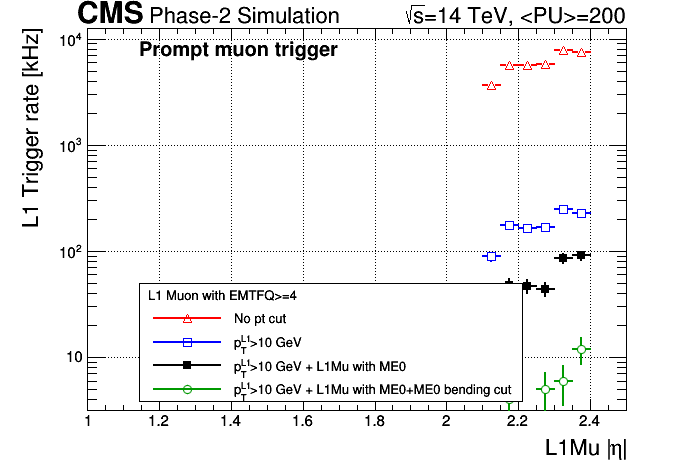 CMS Phase-2 Simulation
√s=14 TeV, <PU>=200
L1 Trigger rate [kHz]
Prompt muon trigger
10⁴
10³
10²
10
L1 Muon with EMTFQ>=4
No pt cut
p_T^L1>10 GeV
p_T^L1>10 GeV + L1Mu with ME0
p_T^L1>10 GeV + L1Mu with ME0+ME0 bending cut
1 1.2 1.4 1.6 1.8 2 2.2 2.4
L1Mu |η|